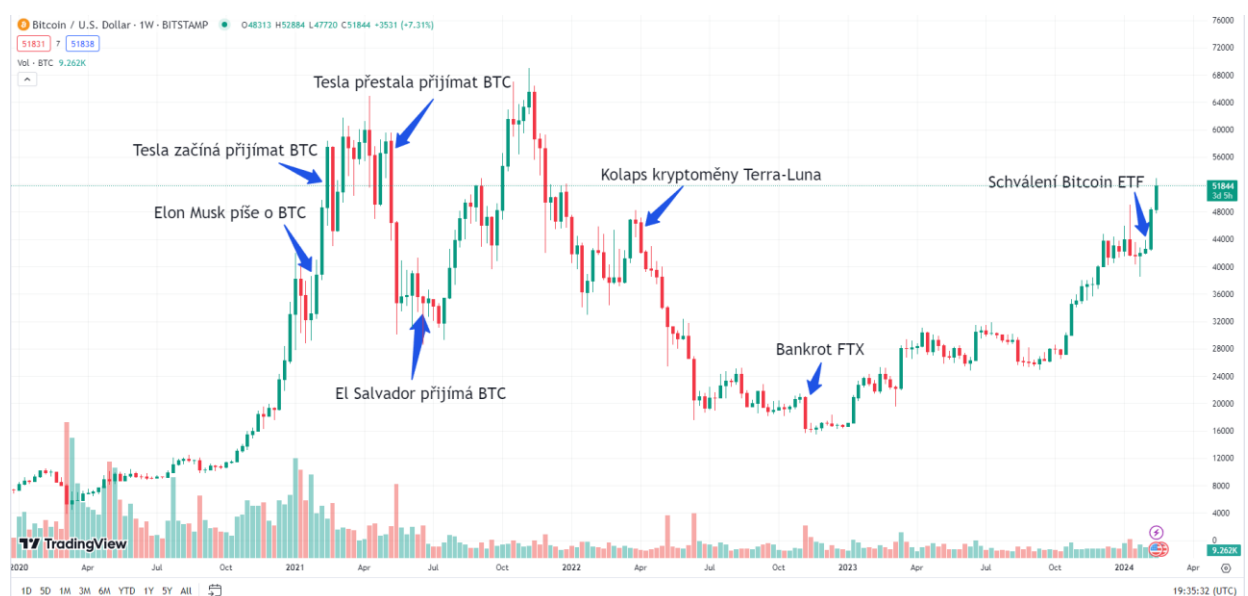 Bitcoin / U.S. Dollar · 1W · BITSTAMP O48313 H52884 L47720 C51844 +3531 (+7.31%)
51831 7 51838
Vol · BTC 9.262K
76000
72000
68000
64000
60000
56000
51844
3d 5h
48000
44000
40000
36000
32000
28000
24000
20000
16000
12000
8000
4000
0
9.262K
Tesla přestala přijímat BTC
Tesla začíná přijímat BTC
Elon Musk píše o BTC
Kolaps kryptoměny Terra-Luna
Schválení Bitcoin ETF
Bankrot FTX
El Salvador přijímá BTC
TradingView
2020 Apr Jul Oct 2021 Apr Jul Oct 2022 Apr Jul Oct 2023 Apr Jul Oct 2024 Apr
1D 5D 1M 3M 6M YTD 1Y 5Y All 19:35:32 (UTC)